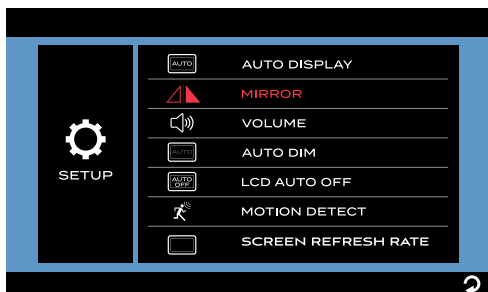 AUTO AUTO DISPLAY
MIRROR
VOLUME
AUTO AUTO DIM
SETUP
AUTO OFF LCD AUTO OFF
MOTION DETECT
SCREEN REFRESH RATE